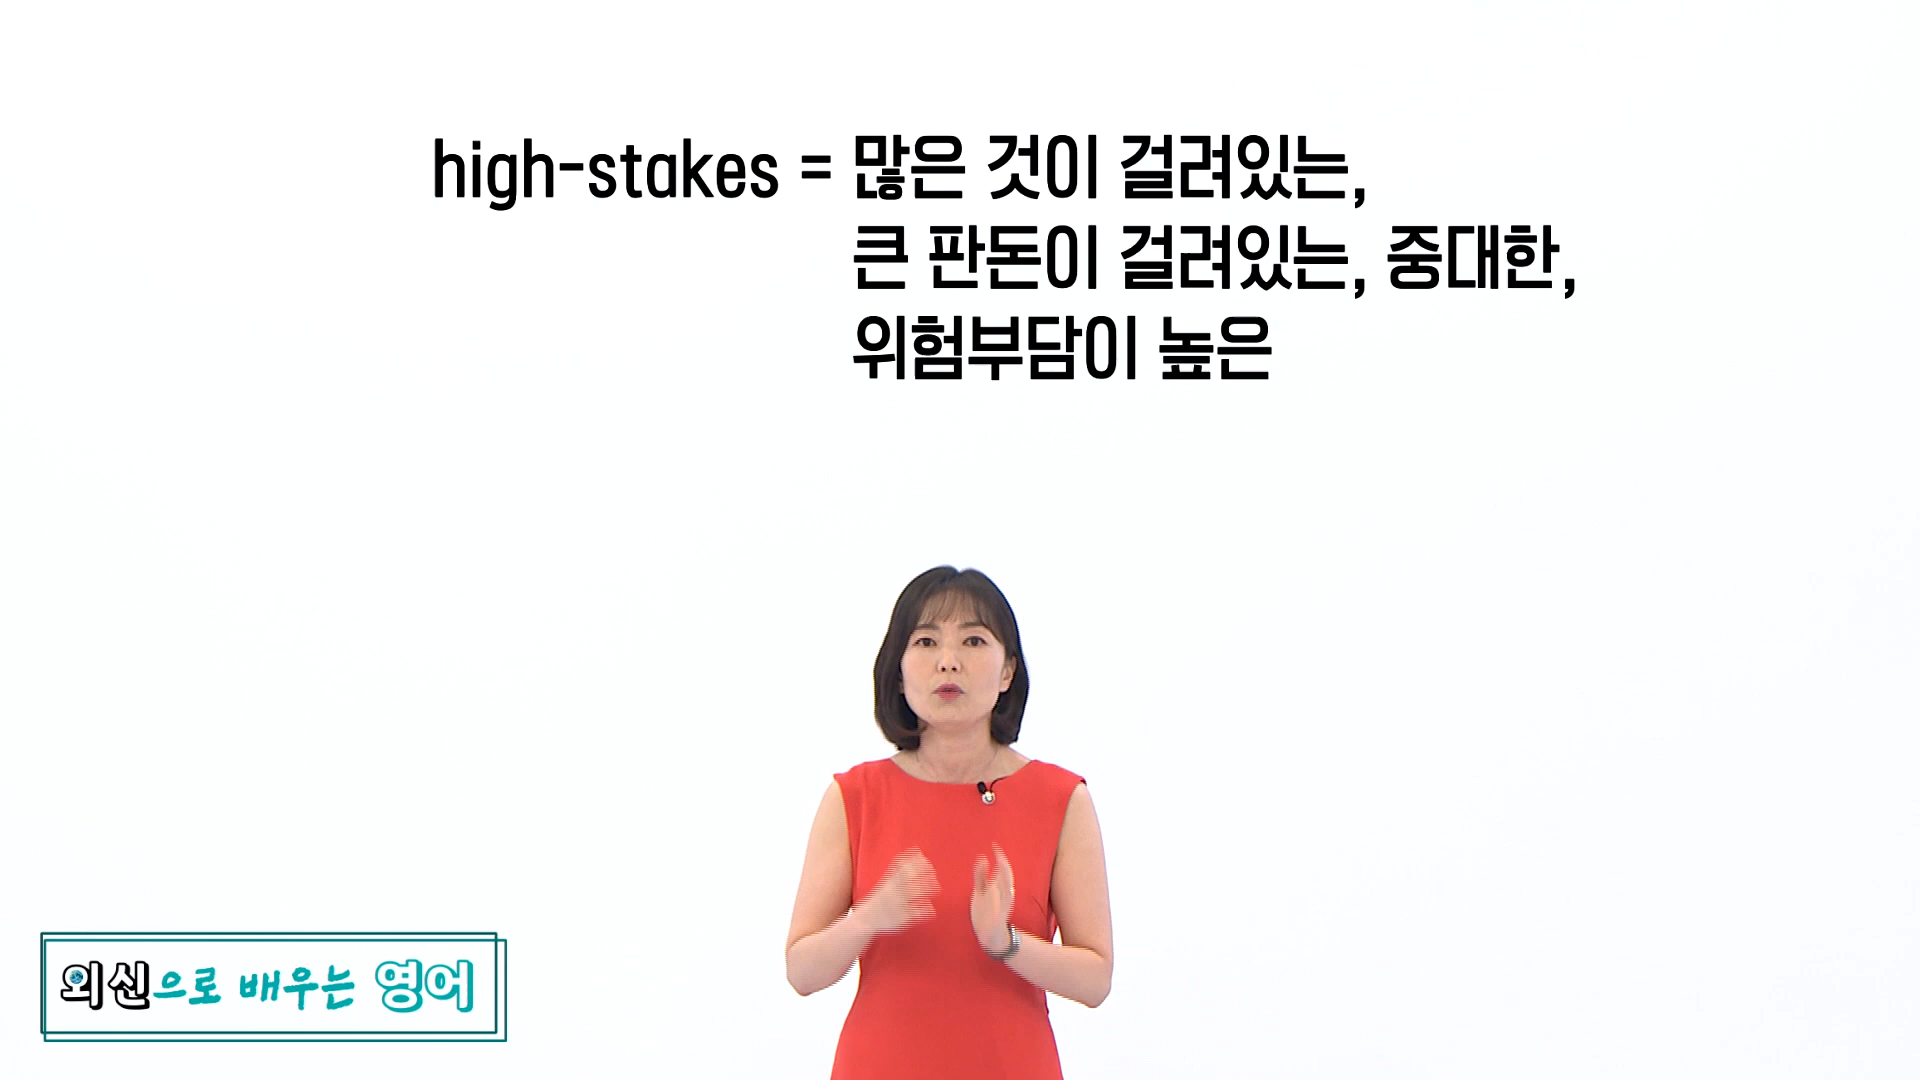 high-stakes = 많은 것이 걸려있는,
큰 판돈이 걸려있는, 중대한,
위험부담이 높은
외신으로 배우는 영어